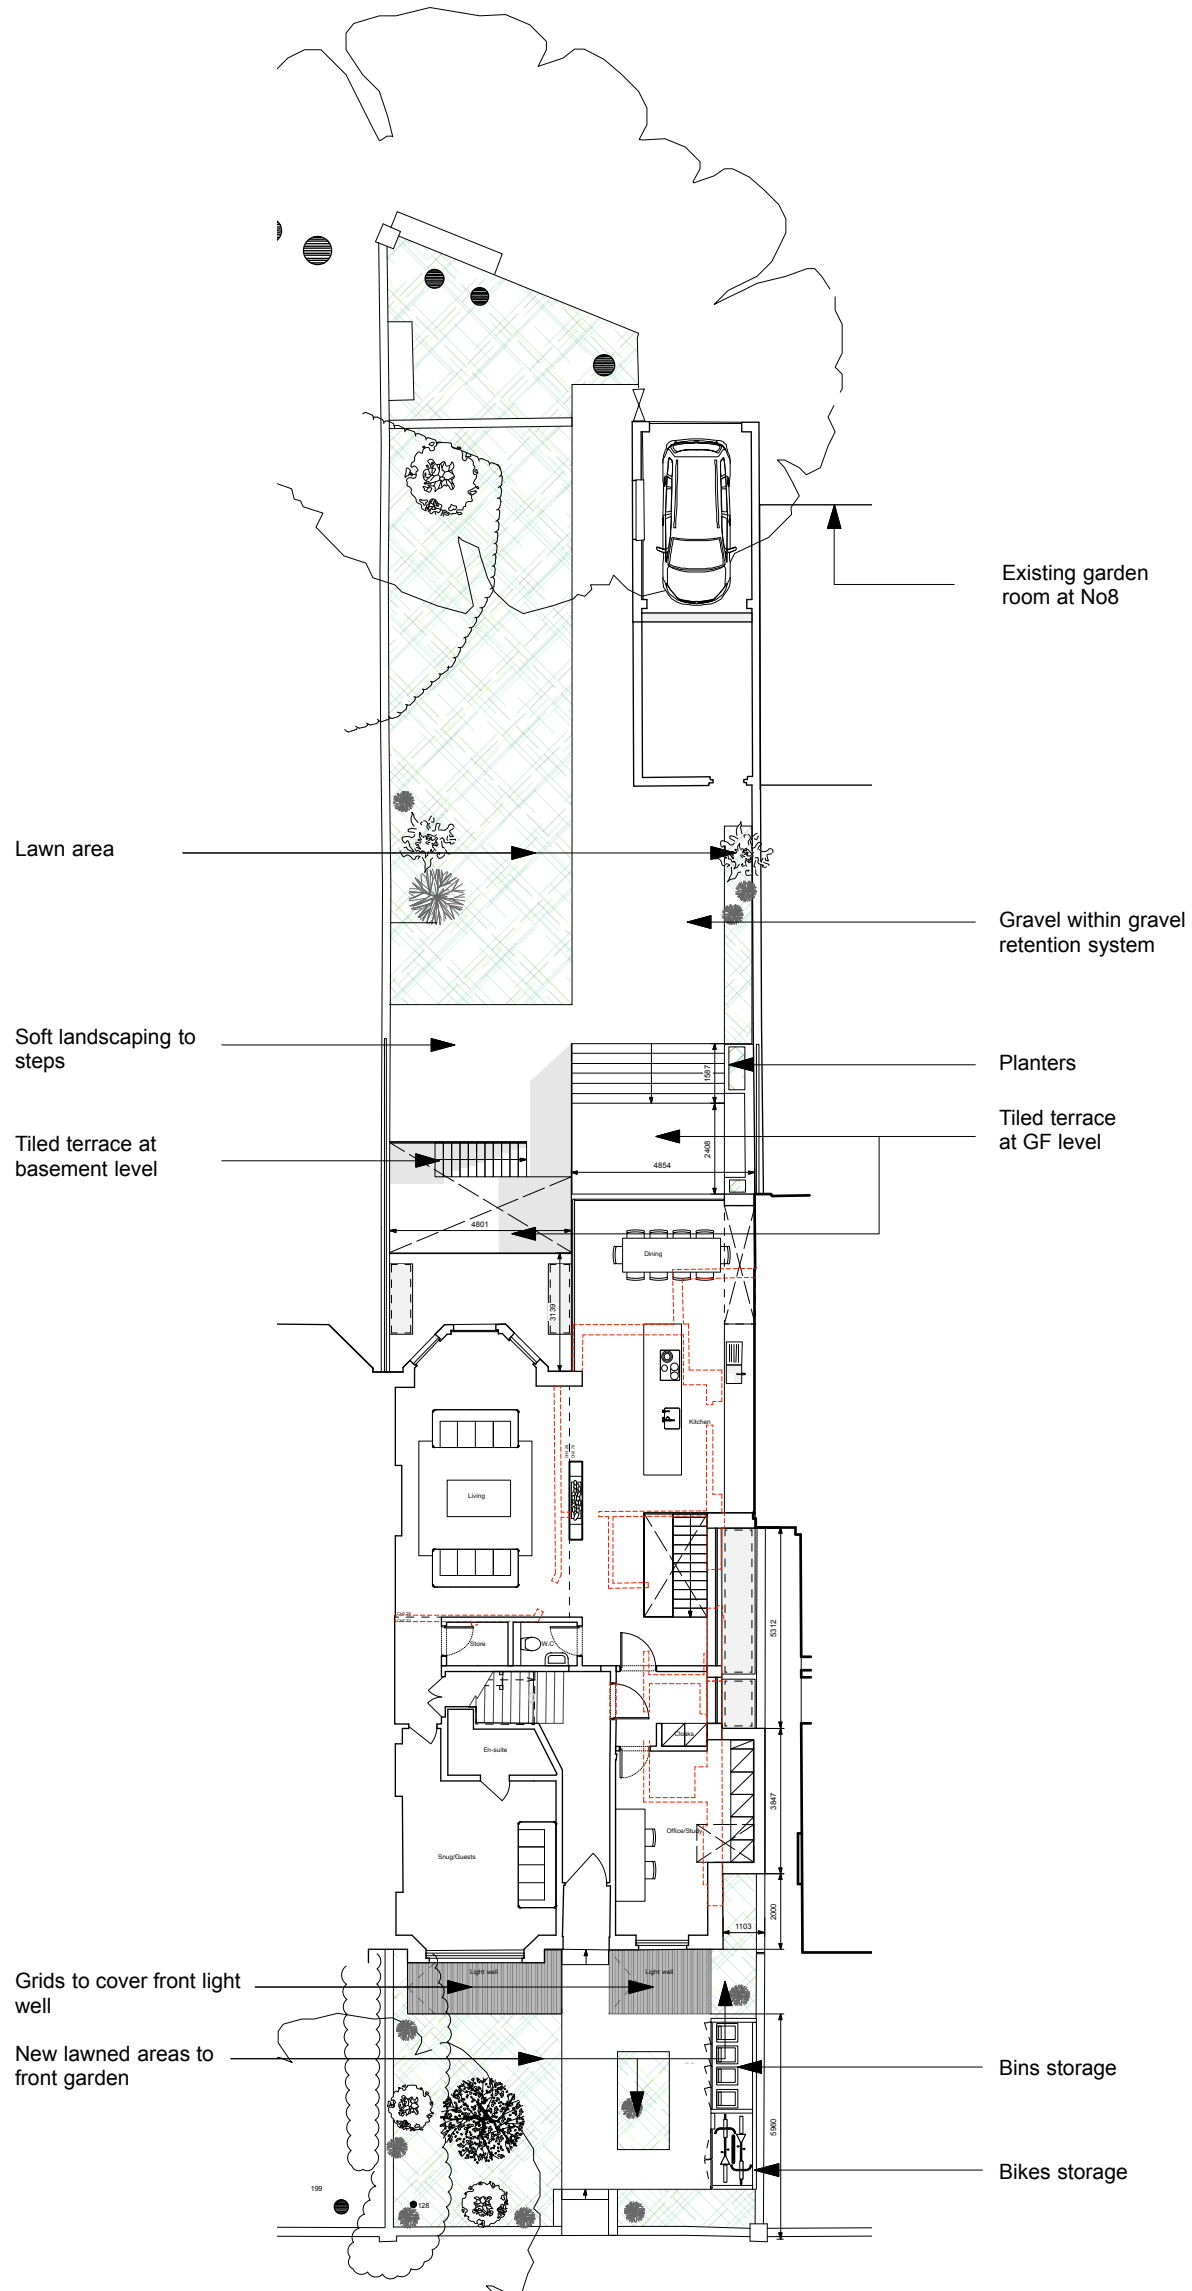 Existing garden
room at No8
Lawn area
Gravel within gravel
retention system
Soft landscaping to
steps
Planters
1587
Tiled terrace
at GF level
2408
4854
Tiled terrace at
basement level
4801
Dining
3139
Kitchen
Living
5312
Store
W.C
Cloaks
En-suite
3847
Office/Study
Snug/Guests
2000
1103
Light well
Light well
Grids to cover front light
well
New lawned areas to
front garden
Bins storage
5960
Bikes storage
199
128